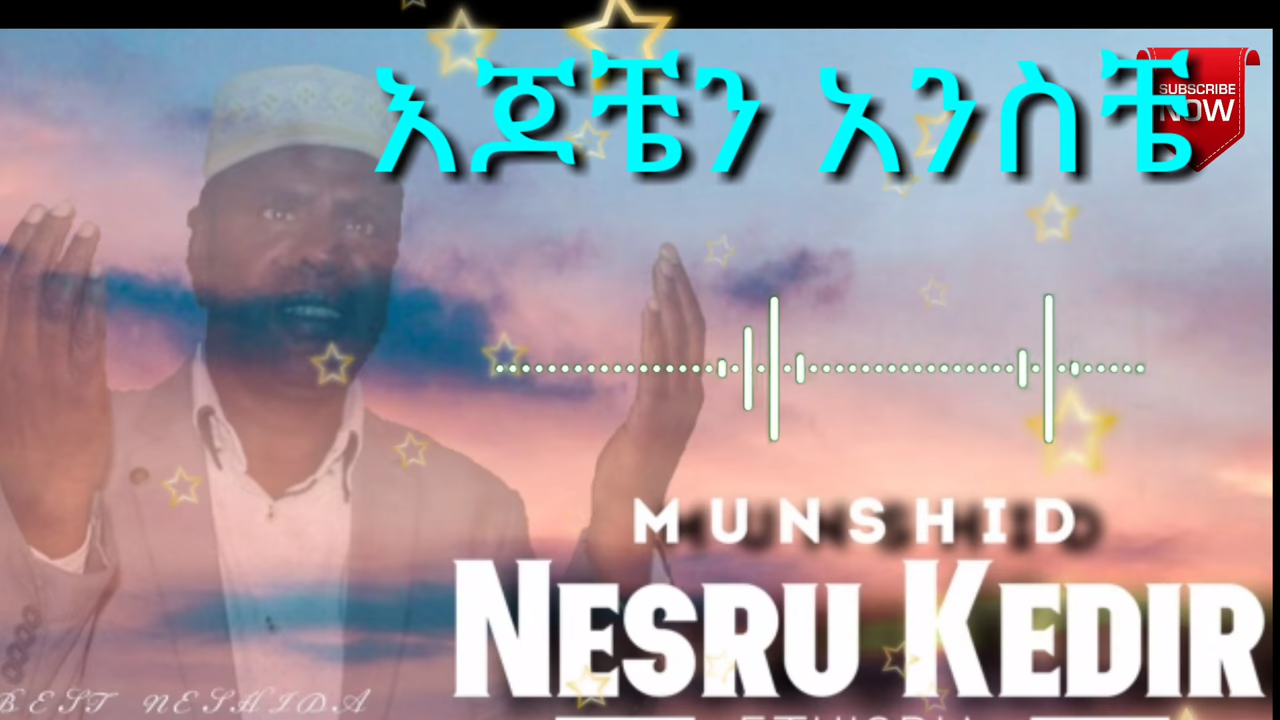 እጆቼን አንስቼ
SUBSCRIBE
NOW
MUNSHID
NESRU KEDIR
BEST NESHIDA